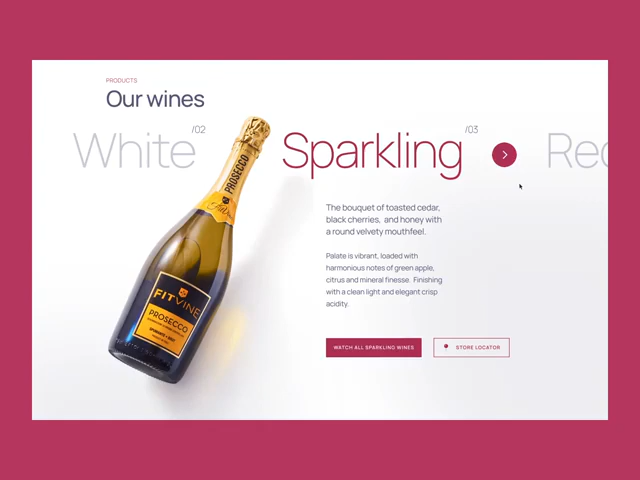 PRODUCTS
Our wines
White /02
Sparkling /03
Red
PROSECCO
FITVINE
PROSECCO
The bouquet of toasted cedar,
black cherries, and honey with
a round velvety mouthfeel.
Palate is vibrant, loaded with
harmonious notes of green apple,
citrus and mineral finesse. Finishing
with a clean light and elegant crisp
acidity.
WATCH ALL SPARKLING WINES
STORE LOCATOR